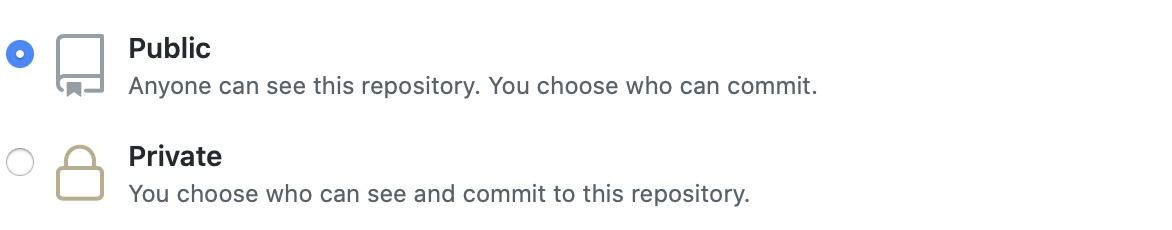 Public
Anyone can see this repository. You choose who can commit.
Private
You choose who can see and commit to this repository.